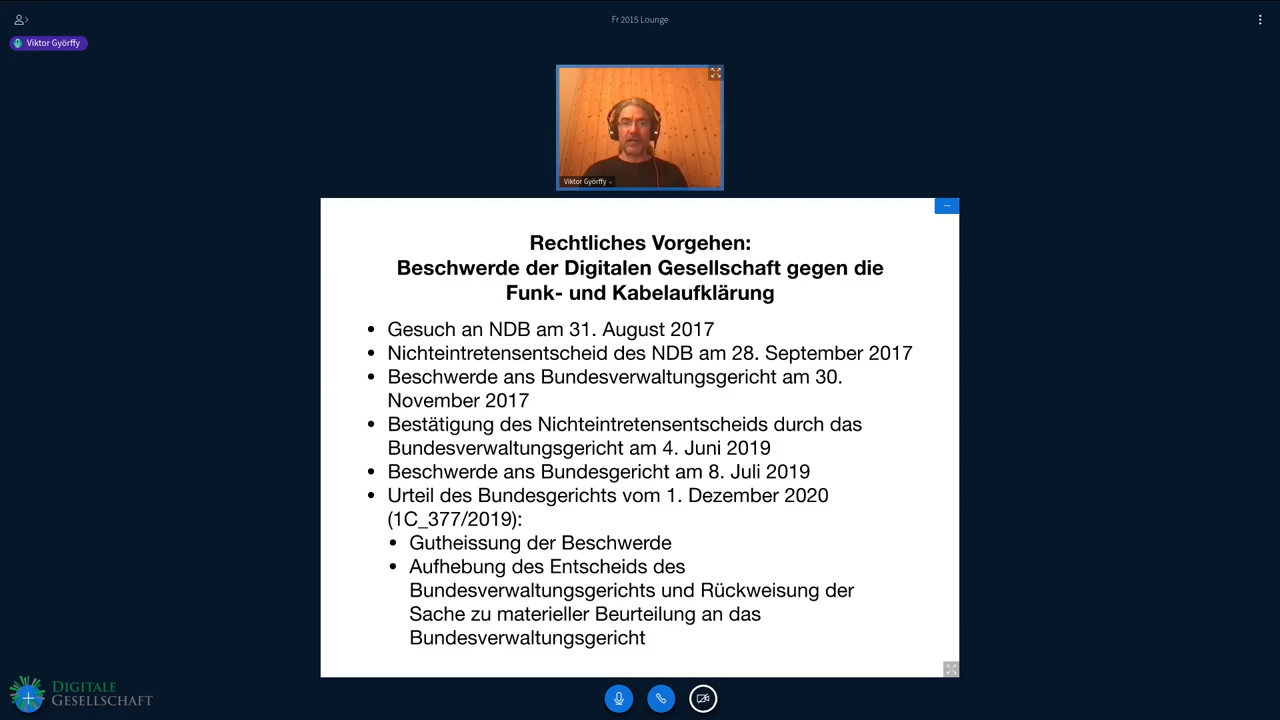 Fr 2015 Lounge
Viktor Györffy
Viktor Györffy
Rechtliches Vorgehen:
Beschwerde der Digitalen Gesellschaft gegen die
Funk- und Kabelaufklärung
• Gesuch an NDB am 31. August 2017
• Nichteintretensentscheid des NDB am 28. September 2017
• Beschwerde ans Bundesverwaltungsgericht am 30.
November 2017
• Bestätigung des Nichteintretensentscheids durch das
Bundesverwaltungsgericht am 4. Juni 2019
• Beschwerde ans Bundesgericht am 8. Juli 2019
• Urteil des Bundesgerichts vom 1. Dezember 2020
(1C_377/2019):
• Gutheissung der Beschwerde
• Aufhebung des Entscheids des
Bundesverwaltungsgerichts und Rückweisung der
Sache zu materieller Beurteilung an das
Bundesverwaltungsgericht
DIGITALE
GESELLSCHAFT